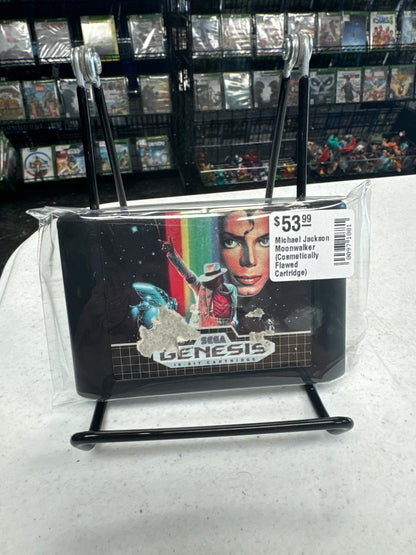 $53.99
Michael Jackson
Moonwalker
(Cosmetically
Flawed
Cartridge)
SEGA
GENESIS
16-BIT CARTRIDGE